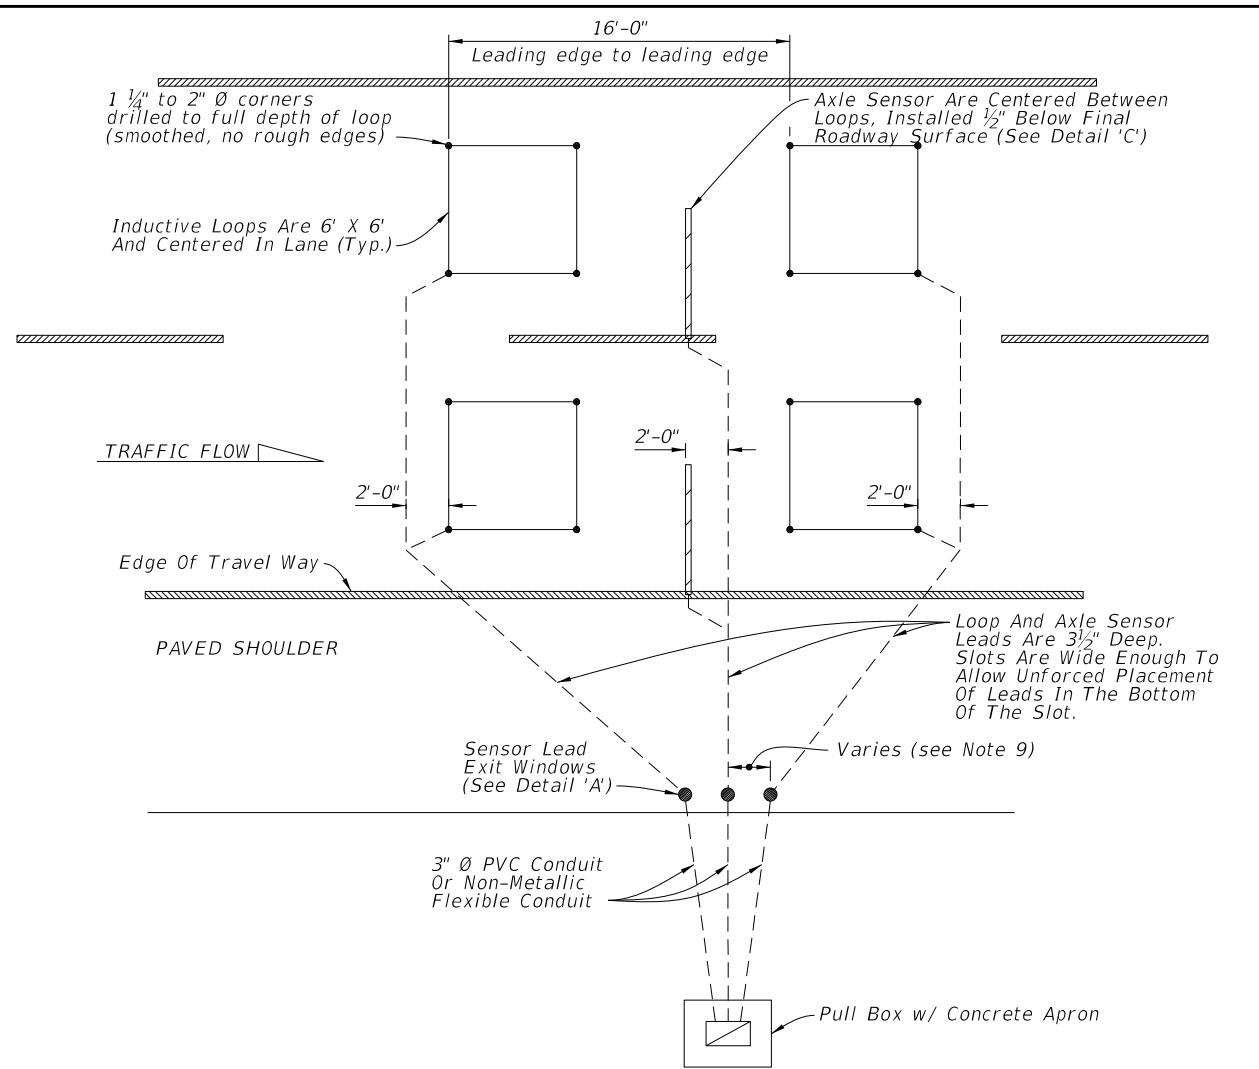 16'-0"
Leading edge to leading edge
1 ¼" to 2" Ø corners
drilled to full depth of loop
(smoothed, no rough edges)
Axle Sensor Are Centered Between
Loops, Installed ½" Below Final
Roadway Surface (See Detail 'C')
Inductive Loops Are 6' X 6'
And Centered In Lane (Typ.)
TRAFFIC FLOW
2'-0"
2'-0"
2'-0"
Edge Of Travel Way
PAVED SHOULDER
Loop And Axle Sensor
Leads Are 3½" Deep.
Slots Are Wide Enough To
Allow Unforced Placement
Of Leads In The Bottom
Of The Slot.
Sensor Lead
Exit Windows
(See Detail 'A')
Varies (see Note 9)
3" Ø PVC Conduit
Or Non-Metallic
Flexible Conduit
Pull Box w/ Concrete Apron